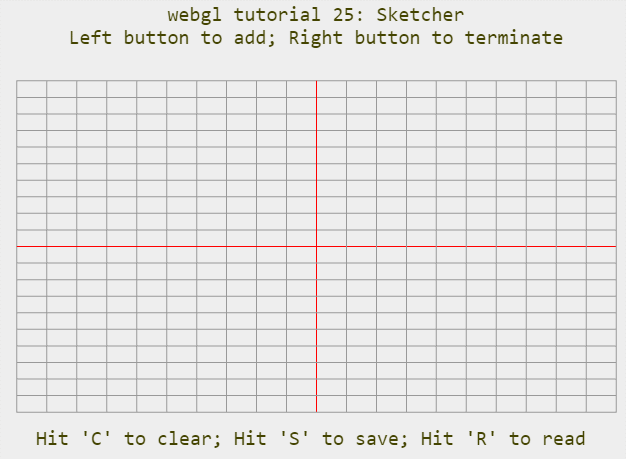 webgl tutorial 25: Sketcher
Left button to add; Right button to terminate
Hit 'C' to clear; Hit 'S' to save; Hit 'R' to read